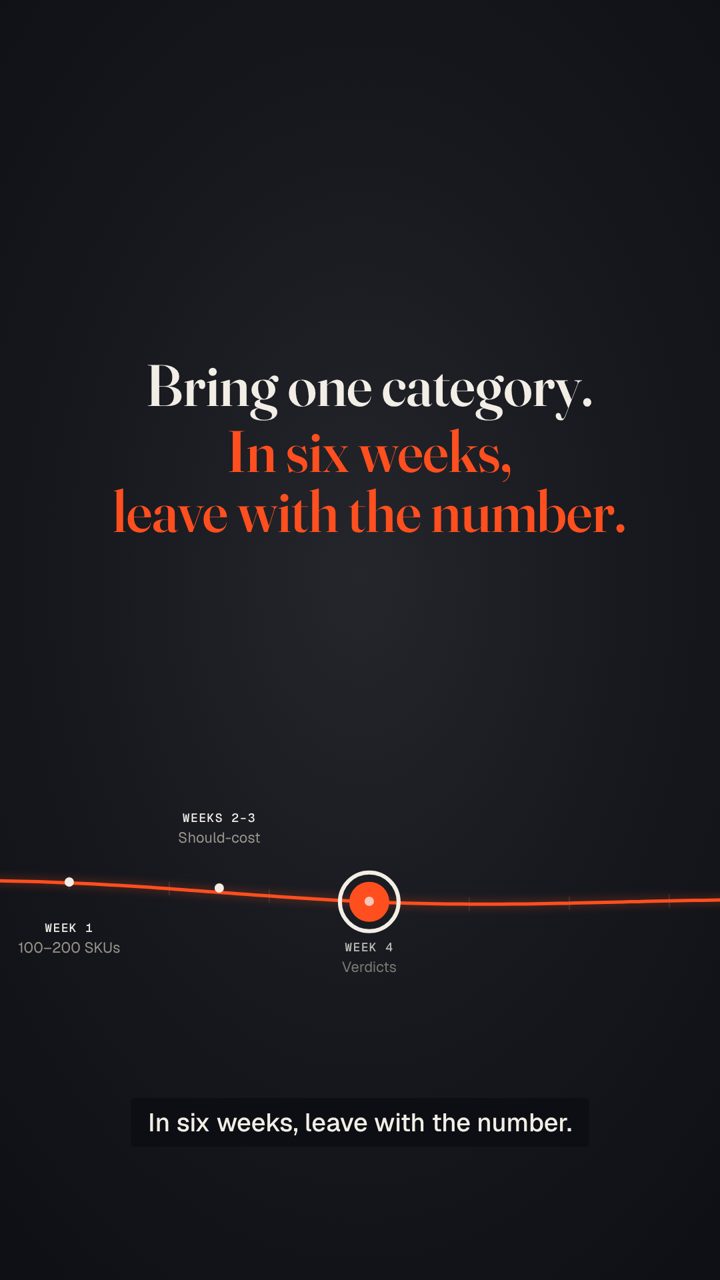 Bring one category.
In six weeks,
leave with the number.
WEEKS 2–3
Should-cost
WEEK 1
100–200 SKUs
WEEK 4
Verdicts
In six weeks, leave with the number.